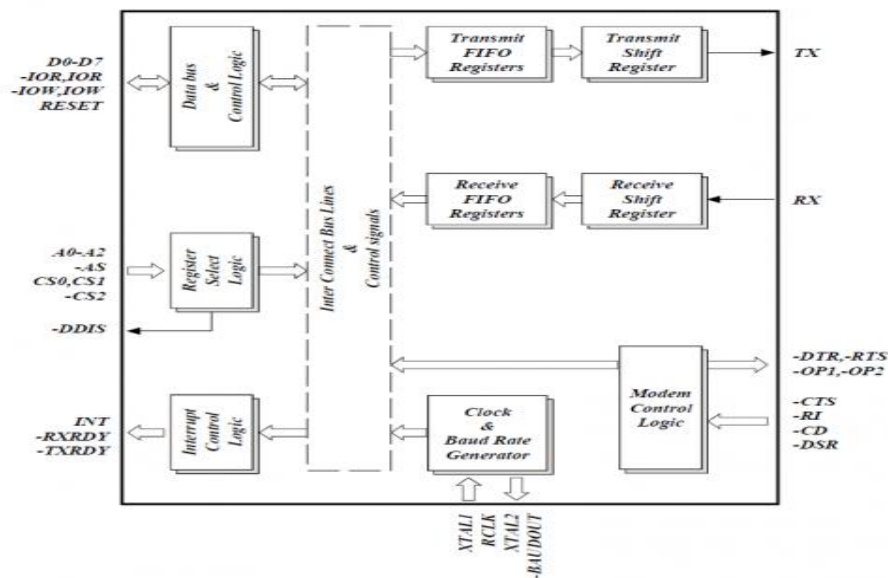 D0-D7
-IOR,IOR
-IOW,IOW
RESET
Data bus
&
Control Logic
Transmit
FIFO
Registers
Transmit
Shift
Register
TX
Inter Connect Bus Lines
&
Control signals
Receive
FIFO
Registers
Receive
Shift
Register
RX
A0-A2
-AS
CS0,CS1
-CS2
Register
Select
Logic
-DDIS
-DTR,-RTS
-OP1,-OP2
Modem
Control
Logic
-CTS
-RI
-CD
-DSR
INT
-RXRDY
-TXRDY
Interrupt
Control
Logic
Clock
&
Baud Rate
Generator
XTAL1
RCLK
XTAL2
-BAUDOUT